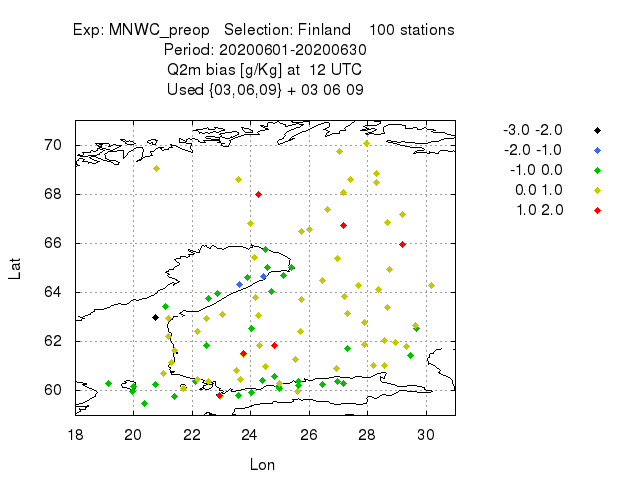 Exp: MNWC_preop   Selection: Finland    100 stations
Period: 20200601-20200630
Q2m bias [g/Kg] at  12 UTC
Used {03,06,09} + 03 06 09
-3.0 -2.0
-2.0 -1.0
-1.0 0.0
0.0 1.0
1.0 2.0
70
68
66
64
62
60
Lat
18 20 22 24 26 28 30
Lon